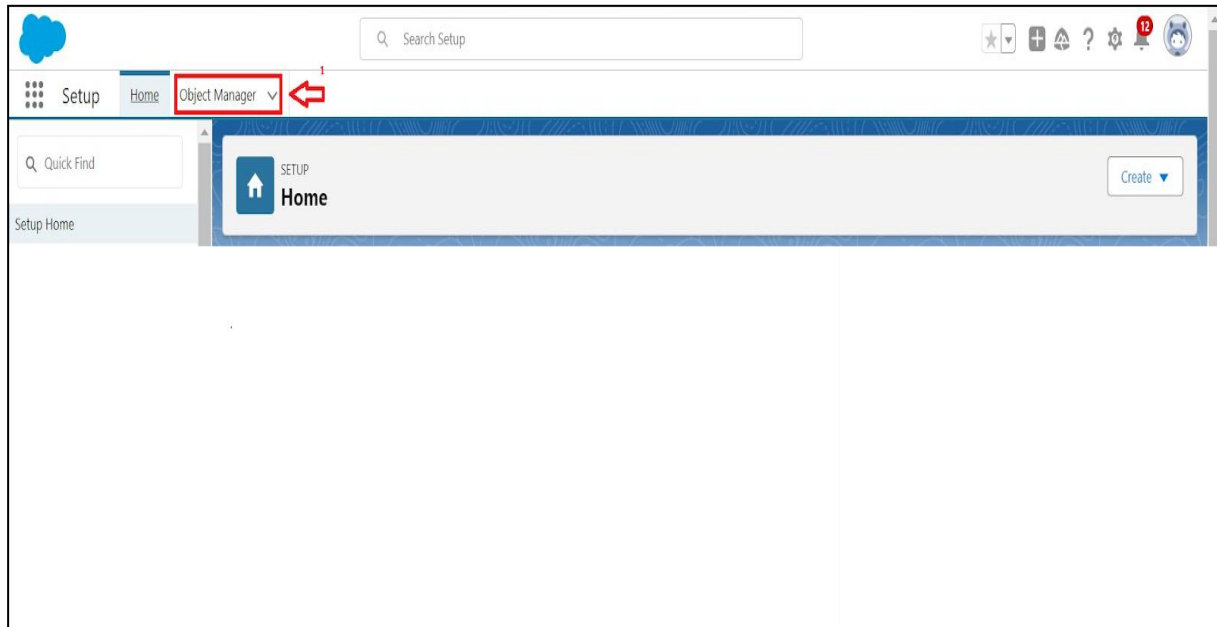 Search Setup
12
1
Setup Home Object Manager
Quick Find
SETUP
Home
Create
Setup Home